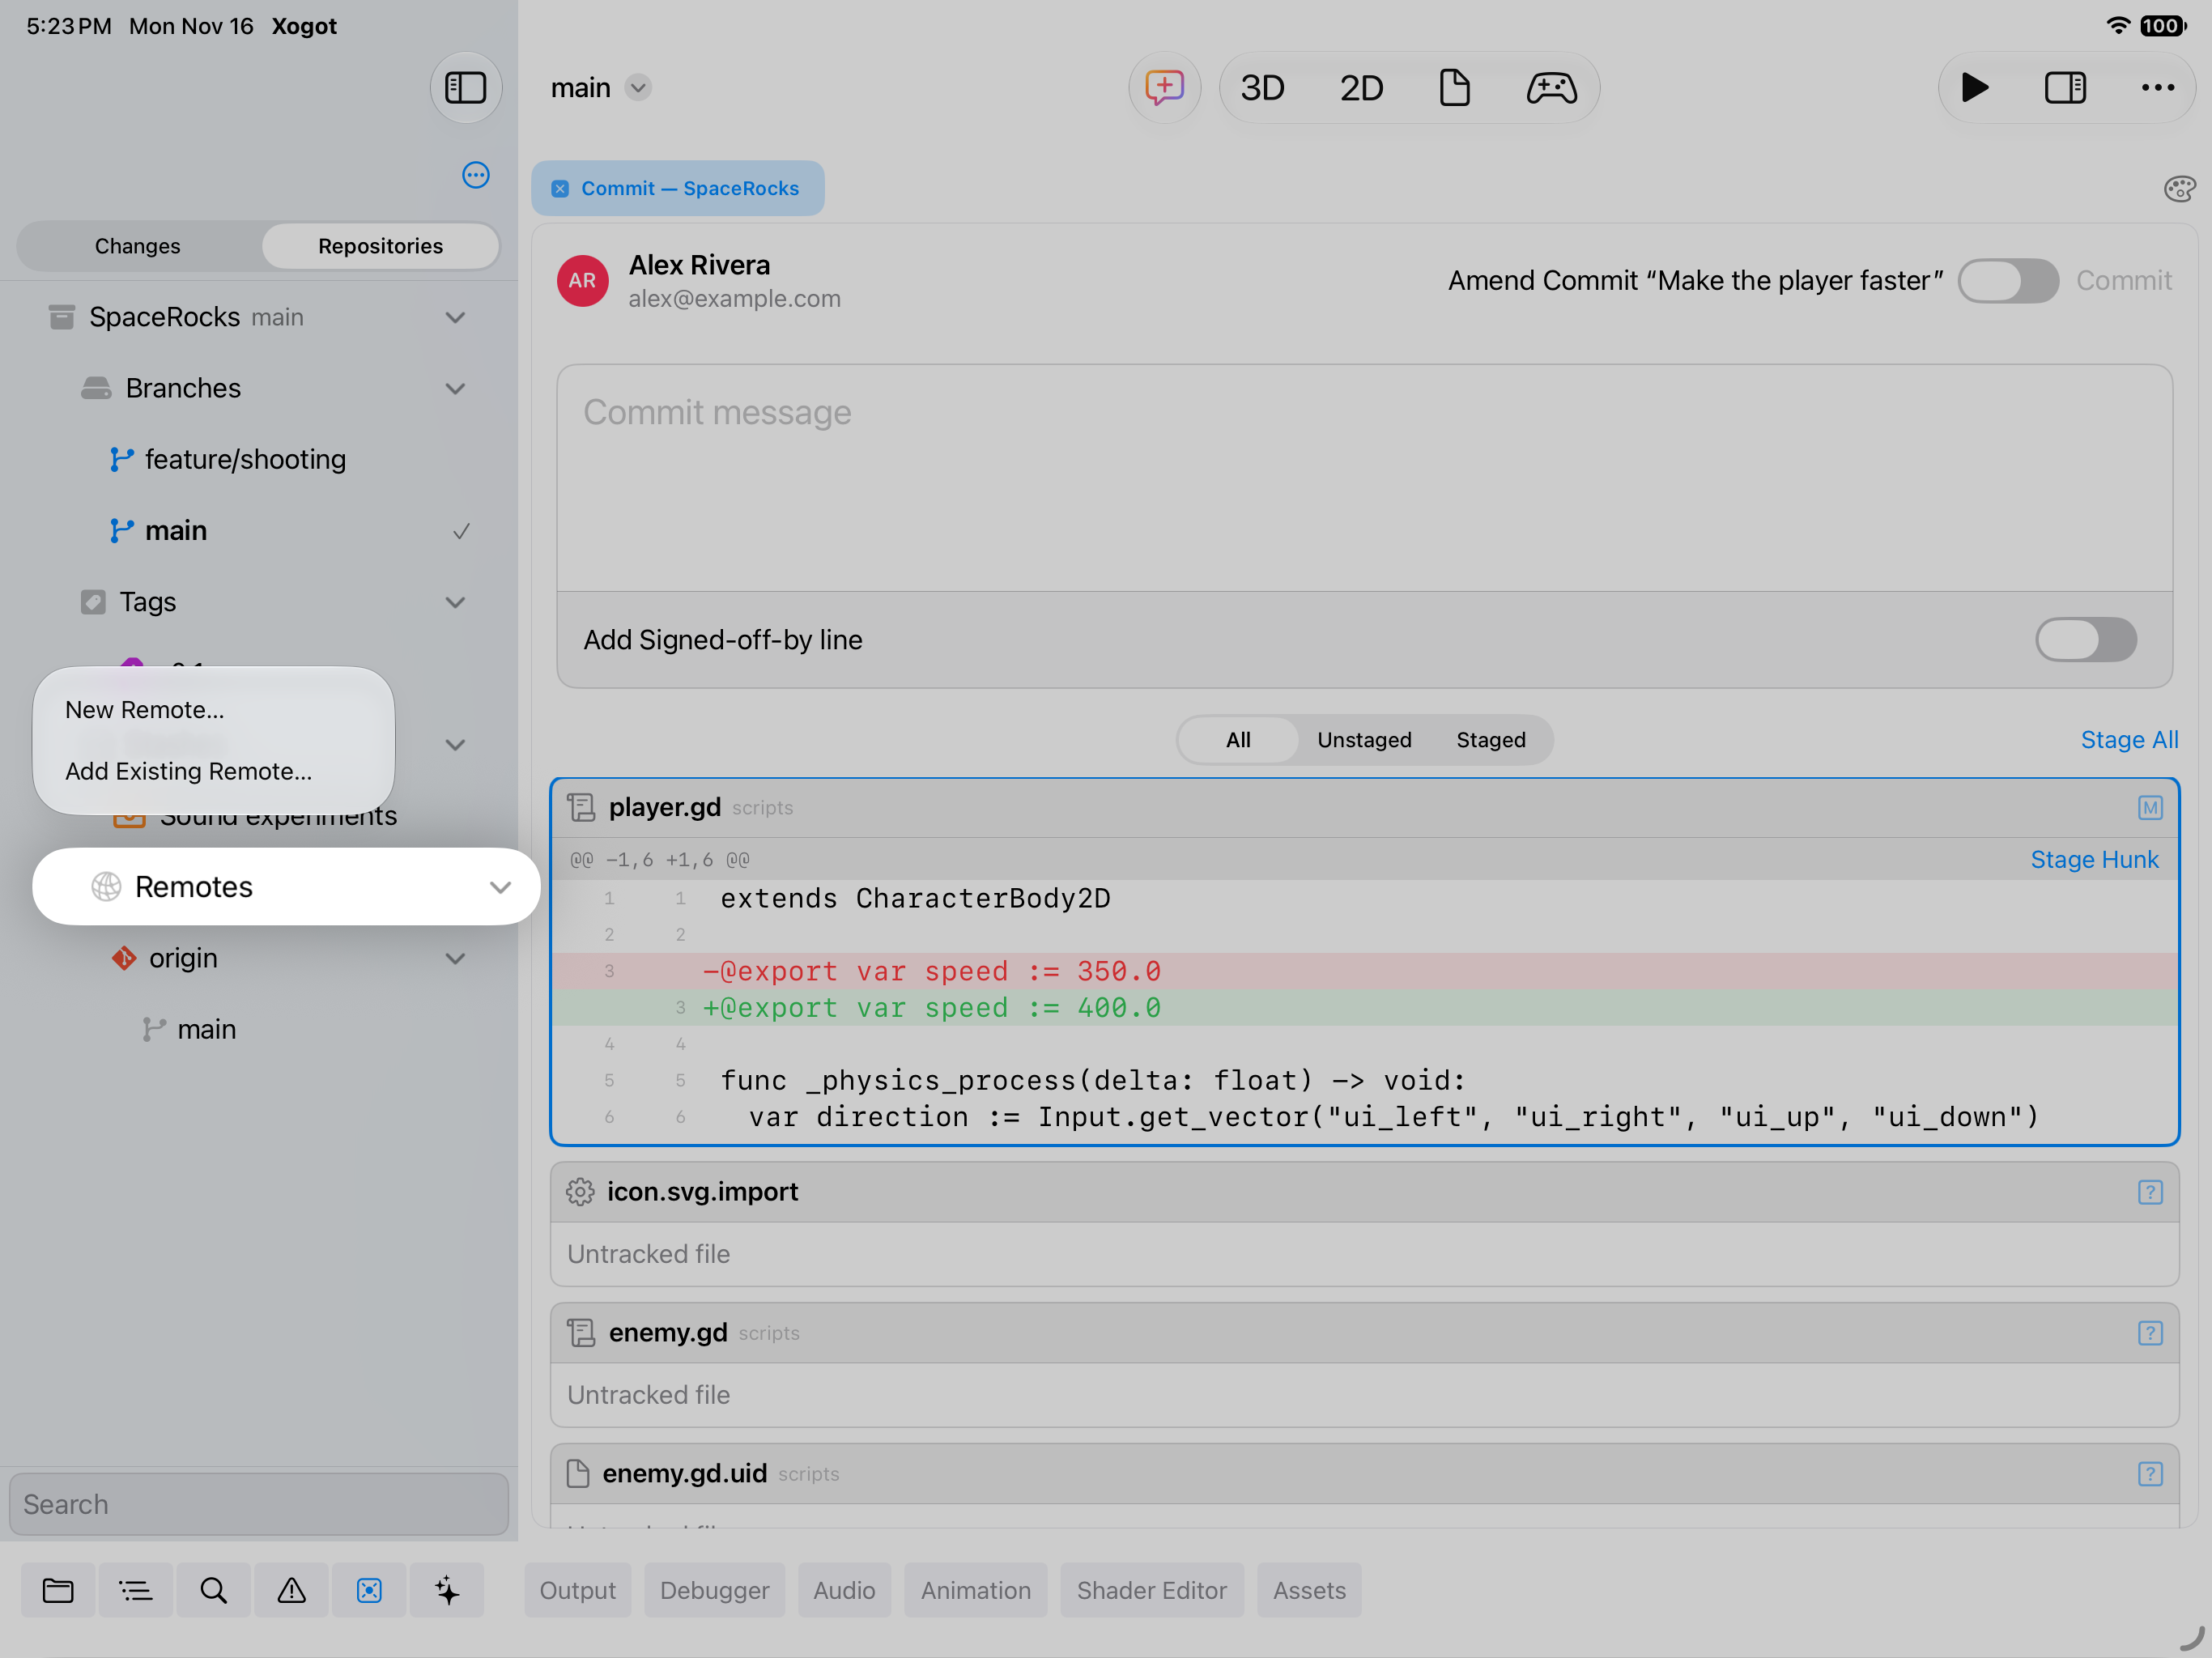 5:23 PM Mon Nov 16 Xogot
100
main
3D
2D
Commit — SpaceRocks
Changes
Repositories
AR
Alex Rivera
alex@example.com
Amend Commit “Make the player faster”
Commit
SpaceRocks main
Branches
feature/shooting
main
Tags
New Remote...
Add Existing Remote...
Sound experiments
Remotes
origin
main
Search
Commit message
Add Signed-off-by line
All
Unstaged
Staged
Stage All
player.gd scripts
M
@@ -1,6 +1,6 @@
Stage Hunk
1 1 extends CharacterBody2D
2 2
3 -@export var speed := 350.0
3 +@export var speed := 400.0
4 4
5 5 func _physics_process(delta: float) -> void:
6 6 var direction := Input.get_vector("ui_left", "ui_right", "ui_up", "ui_down")
icon.svg.import
?
Untracked file
enemy.gd scripts
?
Untracked file
enemy.gd.uid scripts
?
Output
Debugger
Audio
Animation
Shader Editor
Assets